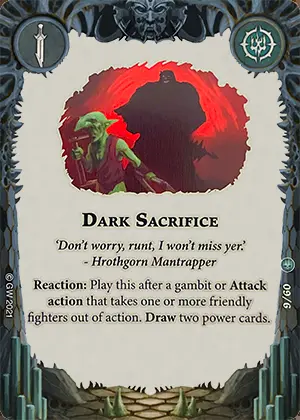 DARK SACRIFICE
'Don't worry, runt, I won't miss yer.'
- Hrothgorn Mantrapper
Reaction: Play this after a gambit or Attack
action that takes one or more friendly
fighters out of action. Draw two power cards.
© GW 2021
9/60